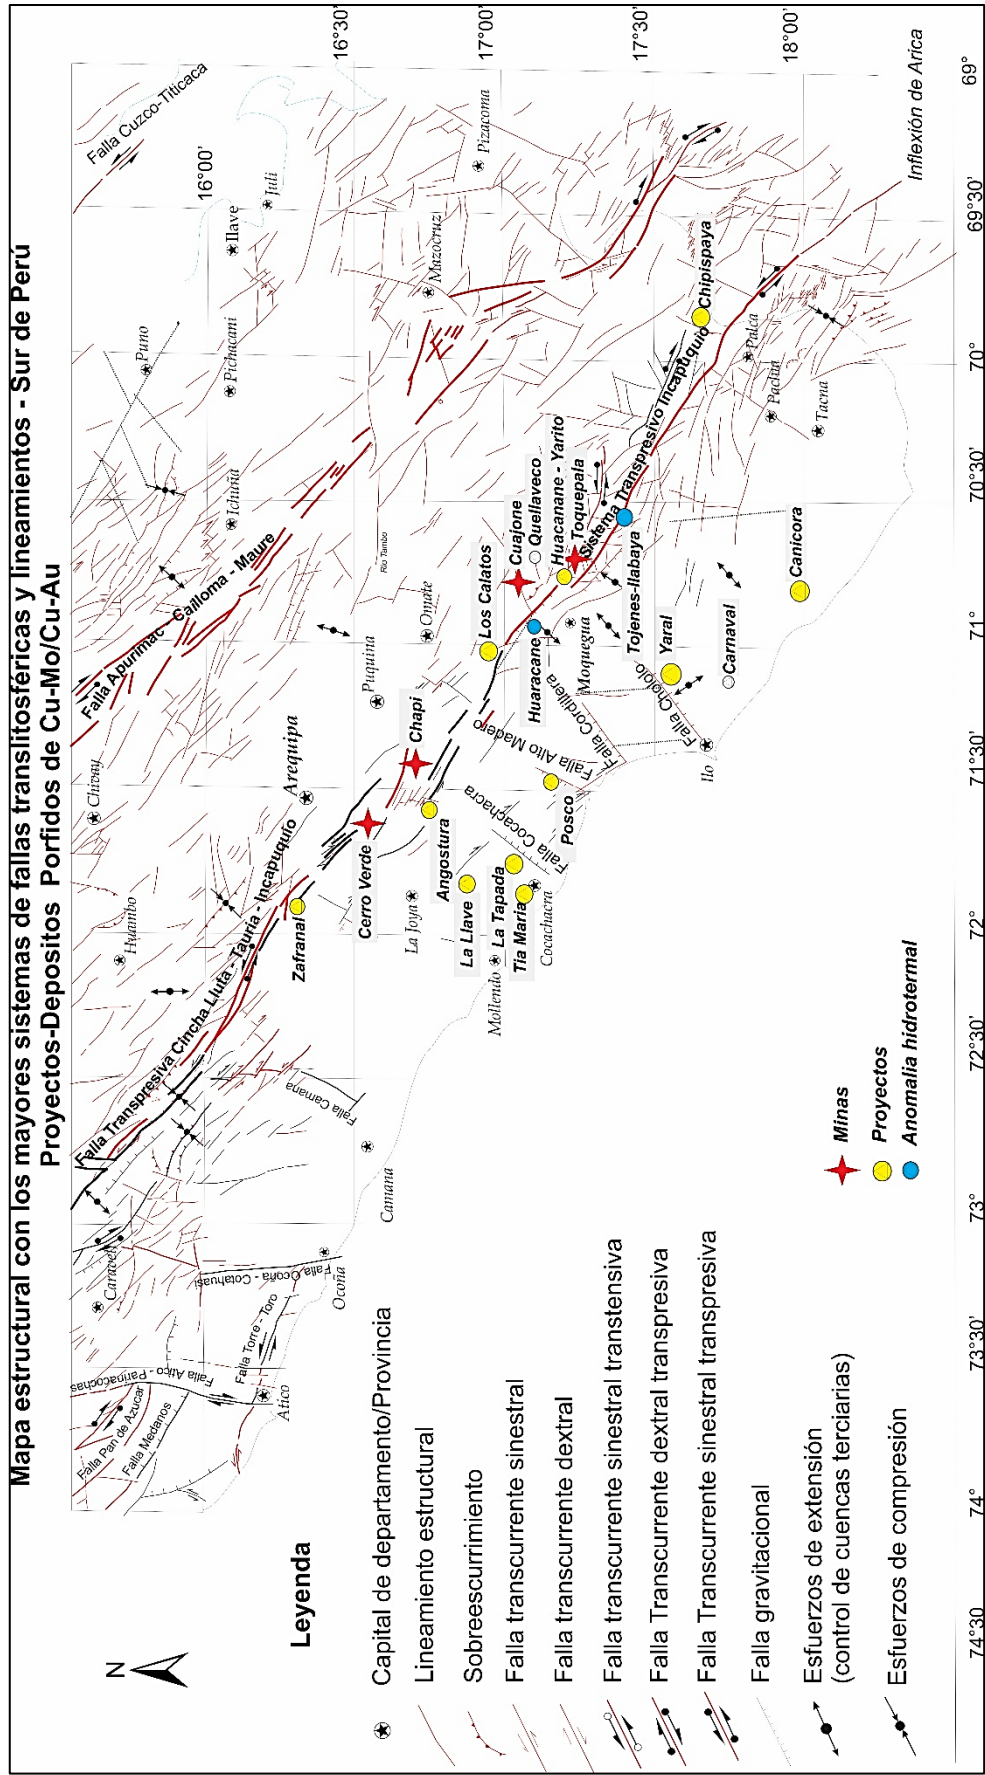 Mapa estructural con los mayores sistemas de fallas translitosféricas y lineamientos - Sur de Perú
Proyectos-Depositos Porfidos de Cu-Mo/Cu-Au
N
Falla Cuzco-Titicaca
Falla Apurimac - Cailloma - Maure
Falla Transpresiva Cincha Lluta - Tauria - Incapuquio
Sistema Transpresivo Incapuquio
Falla Pan de Azucar
Falla Medanos
Falla Atico - Parinacochas
Falla Torre - Toro
Falla Ocoña - Cotahuasi
Falla Camana
Falla Cocachacra
Falla Alto Madero
Falla Cordillera
Falla Chololo
Río Tambo
Inflexión de Arica
Caraveli
Atico
Ocoña
Camana
Huambo
Chivay
Arequipa
La Joya
Mollendo
Cocachacra
Puquina
Omate
Ichuña
Pichacani
Puno
Ilave
Juli
Mazocruz
Pizacoma
Moquegua
Ilo
Palca
Pachia
Tacna
Zafranal
Cerro Verde
Chapi
Angostura
La Llave
La Tapada
Tia Maria
Posco
Los Calatos
Cuajone
Quellaveco
Huacanane - Yarito
Toquepala
Huaracane
Tojenes-Ilabaya
Yaral
Carnaval
Canicora
Chipispaya
16°00'
16°30'
17°00'
17°30'
18°00'
74°30'
74°
73°30'
73°
72°30'
72°
71°30'
71°
70°30'
70°
69°30'
69°
Leyenda
Capital de departamento/Provincia
Lineamiento estructural
Sobreescurrimiento
Falla transcurrente sinestral
Falla transcurrente dextral
Falla transcurrente sinestral transtensiva
Falla Transcurrente dextral transpresiva
Falla Transcurrente sinestral transpresiva
Falla gravitacional
Esfuerzos de extensión
(control de cuencas terciarias)
Esfuerzos de compresión
Minas
Proyectos
Anomalia hidrotermal